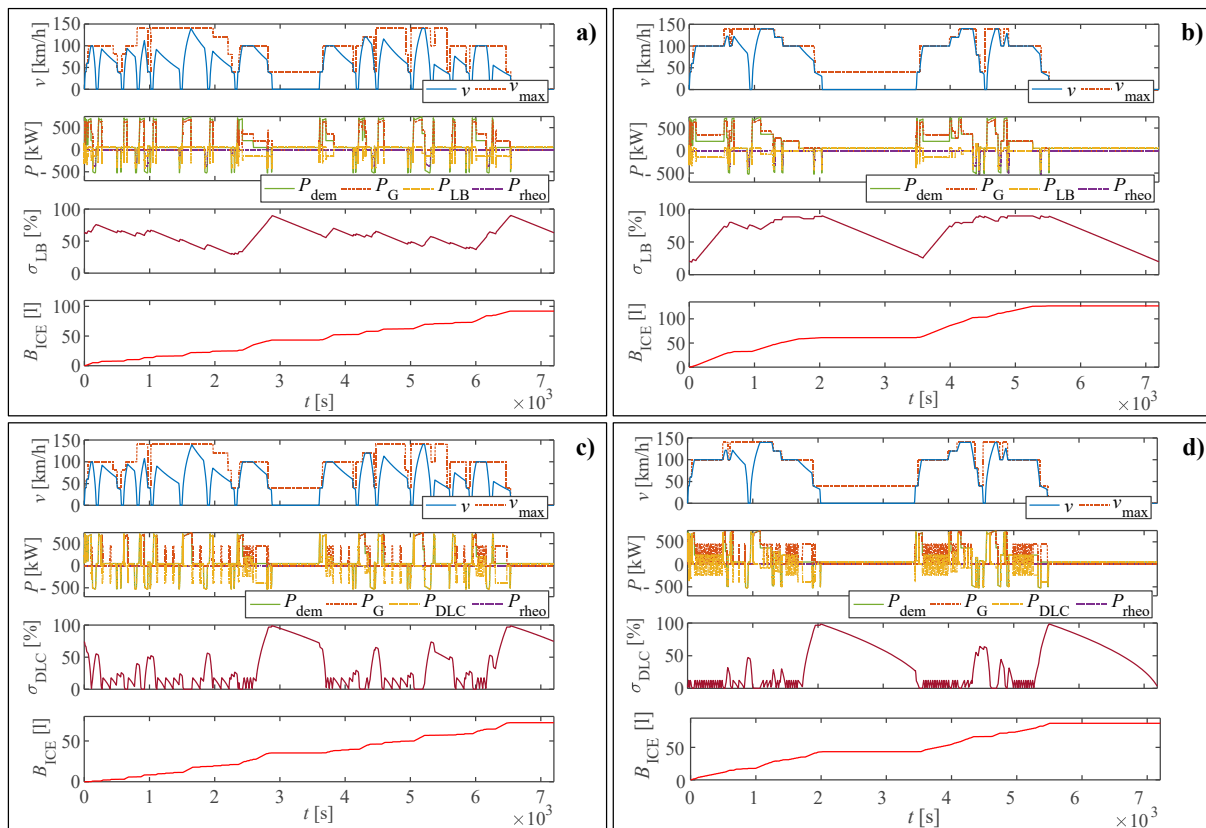 a)
v [km/h]
150
100
50
0
v v_max
P [kW]
500
0
-500
P_dem P_G P_LB P_rheo
σ_LB [%]
100
50
0
B_ICE [l]
100
50
0
0 1 2 3 4 5 6 7
t [s] × 10^3
b)
v [km/h]
150
100
50
0
v v_max
P [kW]
500
0
-500
P_dem P_G P_LB P_rheo
σ_LB [%]
100
50
0
B_ICE [l]
100
50
0
0 1 2 3 4 5 6 7
t [s] × 10^3
c)
v [km/h]
150
100
50
0
v v_max
P [kW]
500
0
-500
P_dem P_G P_DLC P_rheo
σ_DLC [%]
100
50
0
B_ICE [l]
50
0
0 1 2 3 4 5 6 7
t [s] × 10^3
d)
v [km/h]
150
100
50
0
v v_max
P [kW]
500
0
-500
P_dem P_G P_DLC P_rheo
σ_DLC [%]
100
50
0
B_ICE [l]
50
0
0 1 2 3 4 5 6 7
t [s] × 10^3